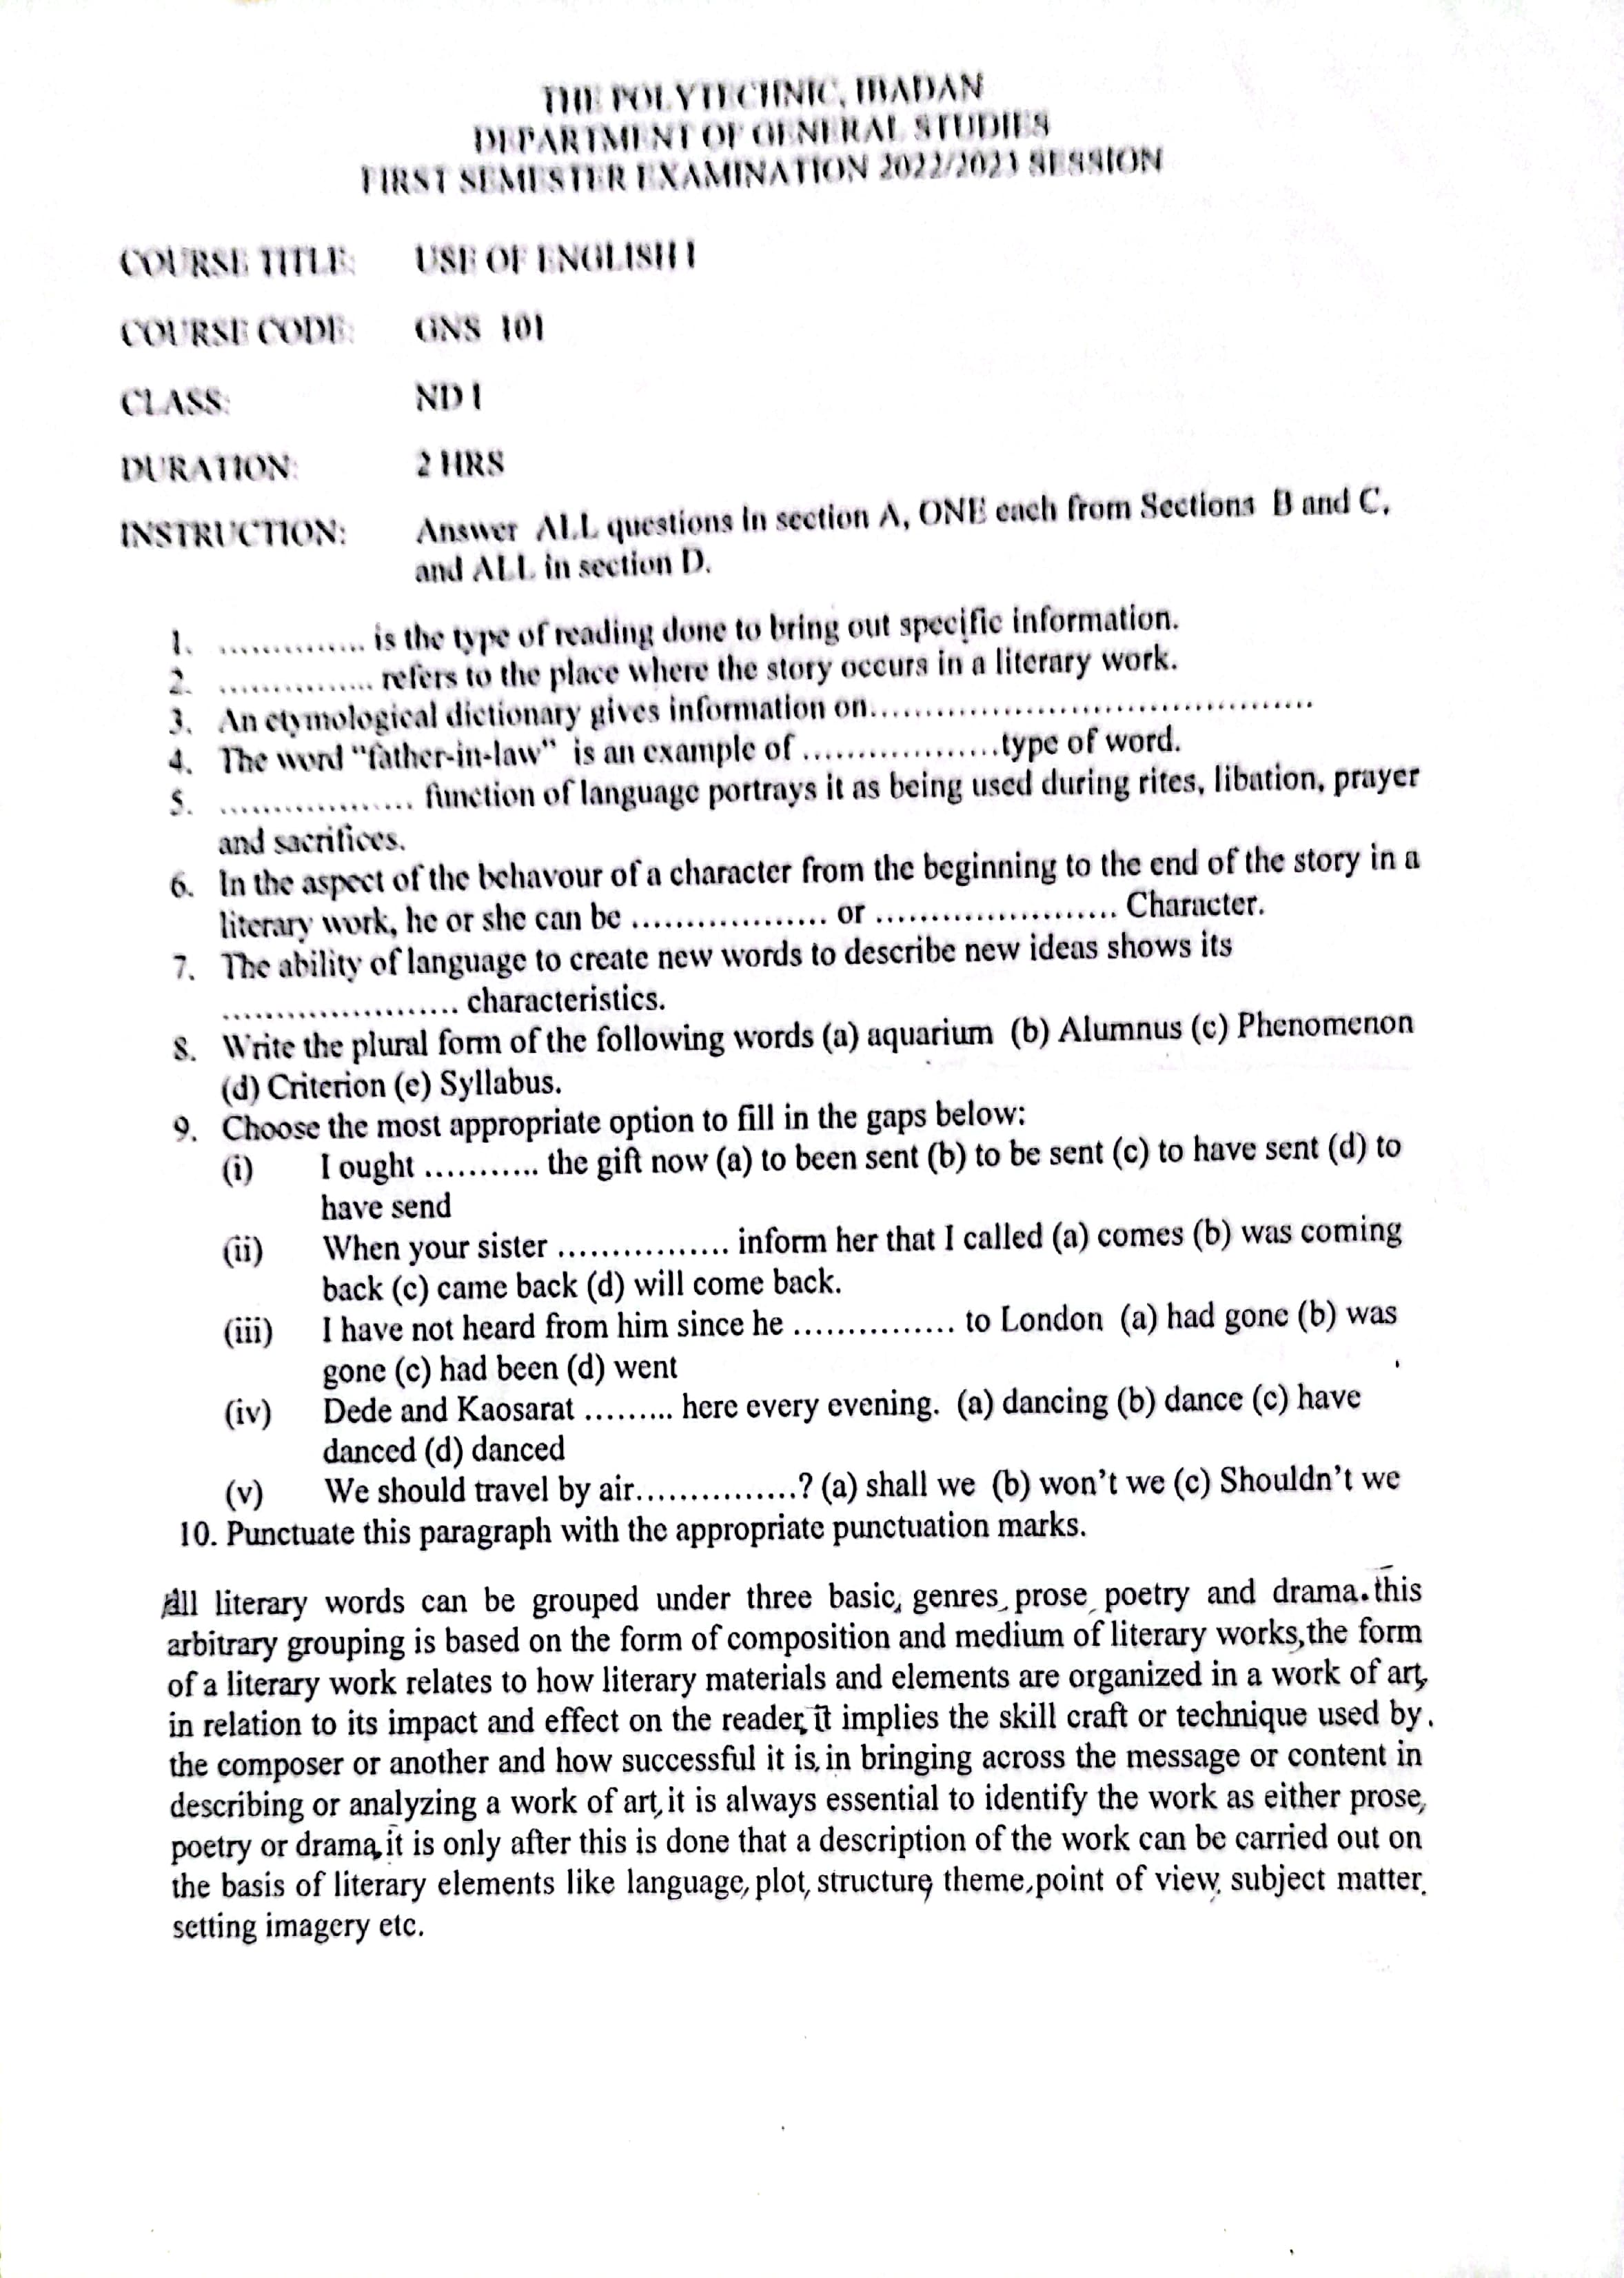 THE POLYTECHNIC, IBADAN
DEPARTMENT OF GENERAL STUDIES
FIRST SEMESTER EXAMINATION 2022/2023 SESSION
COURSE TITLE: USE OF ENGLISH I
COURSE CODE: GNS 101
CLASS: ND I
DURATION: 2 HRS
INSTRUCTION: Answer ALL questions in section A, ONE each from Sections B and C,
and ALL in section D.
1. .............. is the type of reading done to bring out specific information.
2. ............... refers to the place where the story occurs in a literary work.
3. An etymological dictionary gives information on..........................................
4. The word "father-in-law" is an example of ...................type of word.
5. .................. function of language portrays it as being used during rites, libation, prayer
and sacrifices.
6. In the aspect of the behavour of a character from the beginning to the end of the story in a
literary work, he or she can be .................. or ...................... Character.
7. The ability of language to create new words to describe new ideas shows its
...................... characteristics.
8. Write the plural form of the following words (a) aquarium (b) Alumnus (c) Phenomenon
(d) Criterion (e) Syllabus.
9. Choose the most appropriate option to fill in the gaps below:
(i) I ought ........... the gift now (a) to been sent (b) to be sent (c) to have sent (d) to
have send
(ii) When your sister ................ inform her that I called (a) comes (b) was coming
back (c) came back (d) will come back.
(iii) I have not heard from him since he ............... to London (a) had gone (b) was
gone (c) had been (d) went
(iv) Dede and Kaosarat ......... here every evening. (a) dancing (b) dance (c) have
danced (d) danced
(v) We should travel by air...............? (a) shall we (b) won't we (c) Shouldn't we
10. Punctuate this paragraph with the appropriate punctuation marks.
All literary words can be grouped under three basic, genres, prose, poetry and drama. this
arbitrary grouping is based on the form of composition and medium of literary works, the form
of a literary work relates to how literary materials and elements are organized in a work of art,
in relation to its impact and effect on the reader, it implies the skill craft or technique used by.
the composer or another and how successful it is, in bringing across the message or content in
describing or analyzing a work of art, it is always essential to identify the work as either prose,
poetry or drama, it is only after this is done that a description of the work can be carried out on
the basis of literary elements like language, plot, structure, theme, point of view, subject matter.
setting imagery etc.